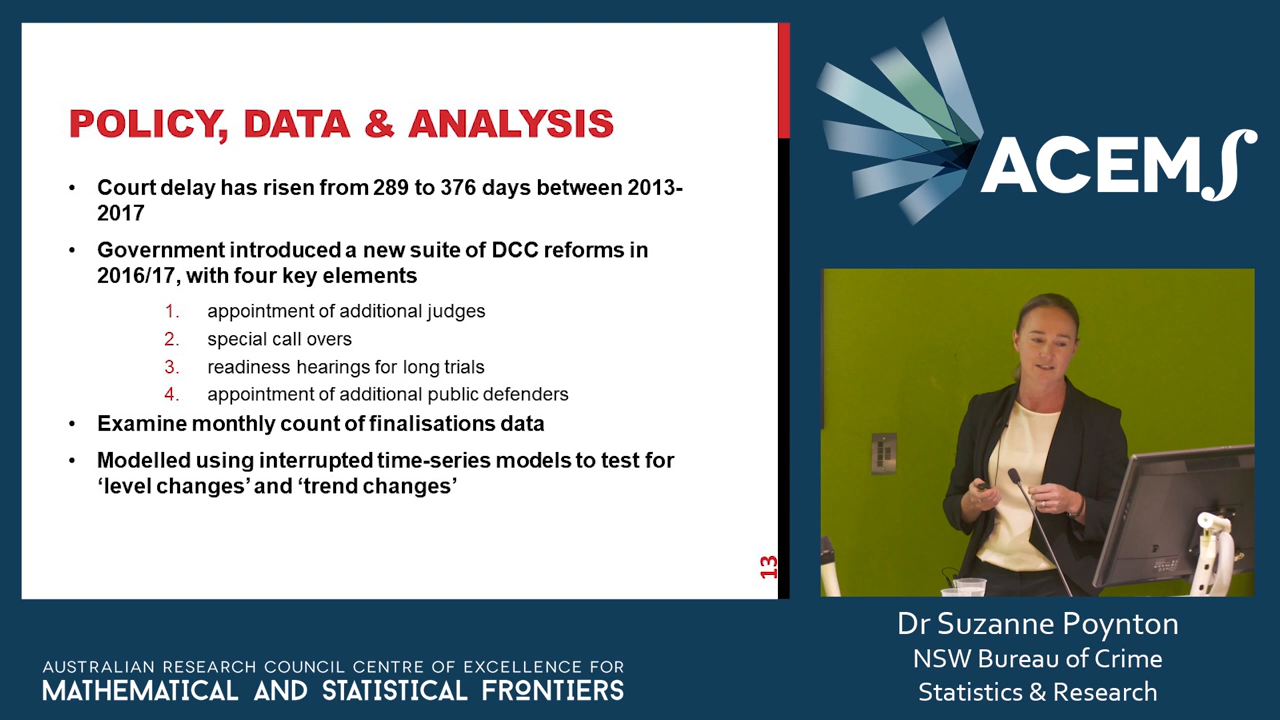 POLICY, DATA & ANALYSIS
• Court delay has risen from 289 to 376 days between 2013-
2017
• Government introduced a new suite of DCC reforms in
2016/17, with four key elements
1. appointment of additional judges
2. special call overs
3. readiness hearings for long trials
4. appointment of additional public defenders
• Examine monthly count of finalisations data
• Modelled using interrupted time-series models to test for
‘level changes’ and ‘trend changes’
13
ACEMS
Dr Suzanne Poynton
NSW Bureau of Crime
Statistics & Research
AUSTRALIAN RESEARCH COUNCIL CENTRE OF EXCELLENCE FOR
MATHEMATICAL AND STATISTICAL FRONTIERS